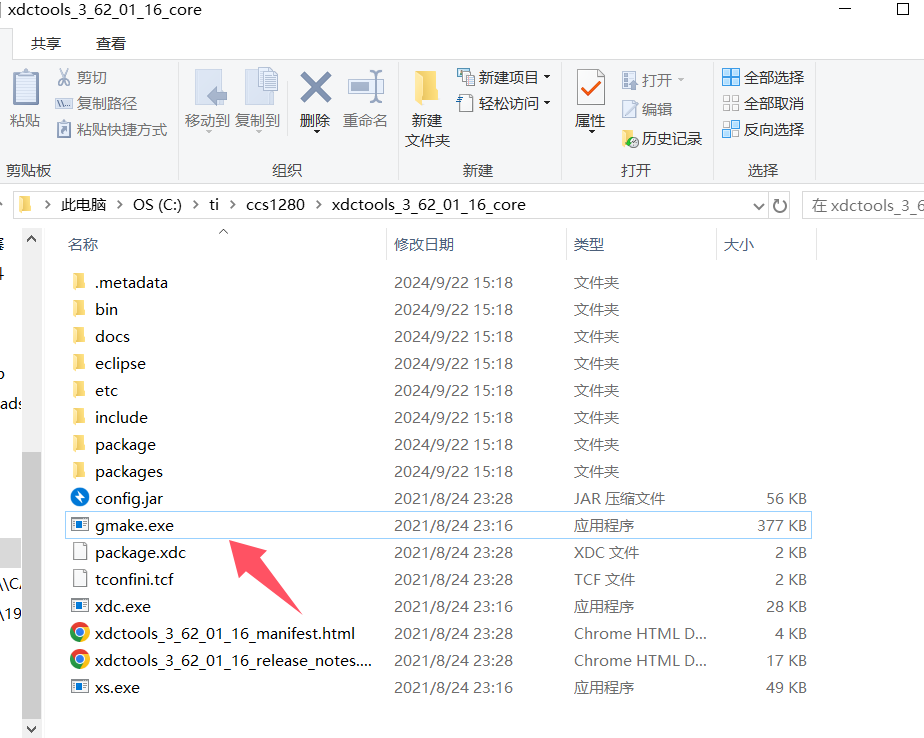 xdctools_3_62_01_16_core
共享 查看
粘贴
剪切
复制路径
粘贴快捷方式
剪贴板
移动到 复制到
删除 重命名
组织
新建
文件夹
新建项目
轻松访问
新建
属性
打开
编辑
历史记录
打开
全部选择
全部取消
反向选择
选择
此电脑 OS (C:) ti ccs1280 xdctools_3_62_01_16_core
在 xdctools_3_6
名称 修改日期 类型 大小
.metadata 2024/9/22 15:18 文件夹
bin 2024/9/22 15:18 文件夹
docs 2024/9/22 15:18 文件夹
eclipse 2024/9/22 15:18 文件夹
etc 2024/9/22 15:18 文件夹
include 2024/9/22 15:18 文件夹
package 2024/9/22 15:18 文件夹
packages 2024/9/22 15:18 文件夹
config.jar 2021/8/24 23:28 JAR 压缩文件 56 KB
gmake.exe 2021/8/24 23:16 应用程序 377 KB
package.xdc 2021/8/24 23:28 XDC 文件 2 KB
tconfini.tcf 2021/8/24 23:28 TCF 文件 2 KB
xdc.exe 2021/8/24 23:16 应用程序 28 KB
xdctools_3_62_01_16_manifest.html 2021/8/24 23:28 Chrome HTML D... 4 KB
xdctools_3_62_01_16_release_notes.... 2021/8/24 23:28 Chrome HTML D... 17 KB
xs.exe 2021/8/24 23:16 应用程序 49 KB
ads
\19